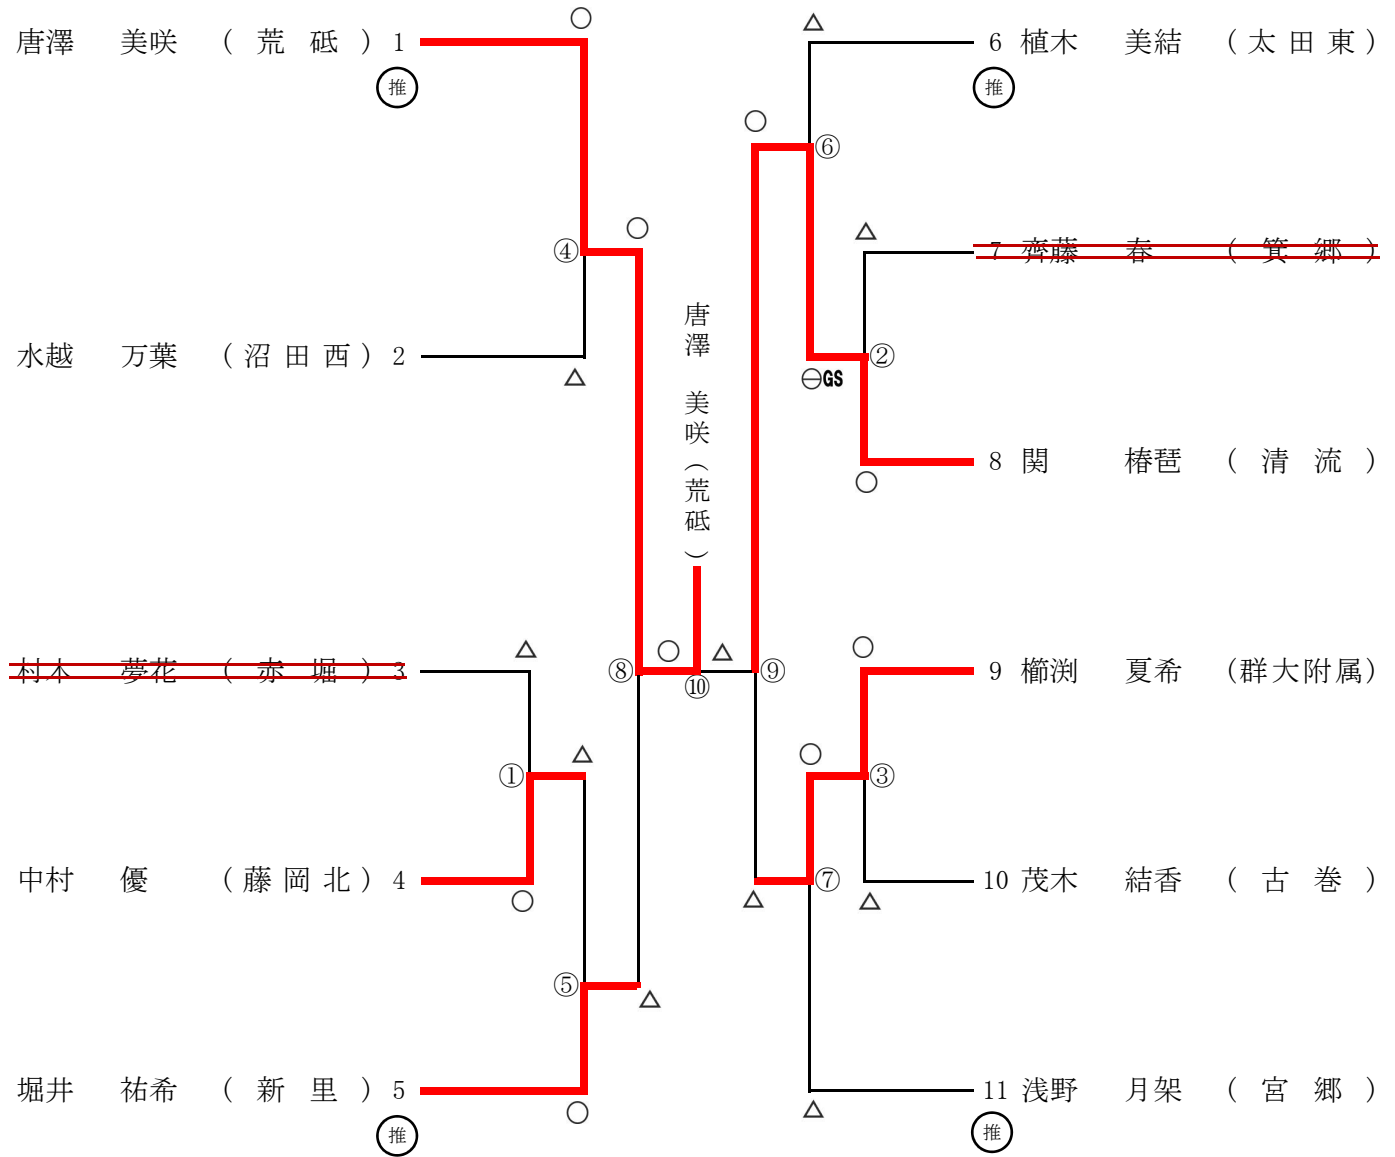 唐澤 美咲 ( 荒 砥 ) 1
推
水越 万葉 ( 沼 田 西 ) 2
村木 夢花 ( 赤 堀 ) 3
中村 優 ( 藤 岡 北 ) 4
堀井 祐希 ( 新 里 ) 5
推
④
①
⑤
⑧
唐澤 美咲(荒砥)
⑩
⑨
⑥
②
GS
③
⑦
6 植木 美結 ( 太 田 東 )
推
7 齊藤 春 ( 箕 郷 )
8 関 椿琶 ( 清 流 )
9 櫛渕 夏希 (群大附属)
10 茂木 結香 ( 古 巻 )
11 浅野 月架 ( 宮 郷 )
推